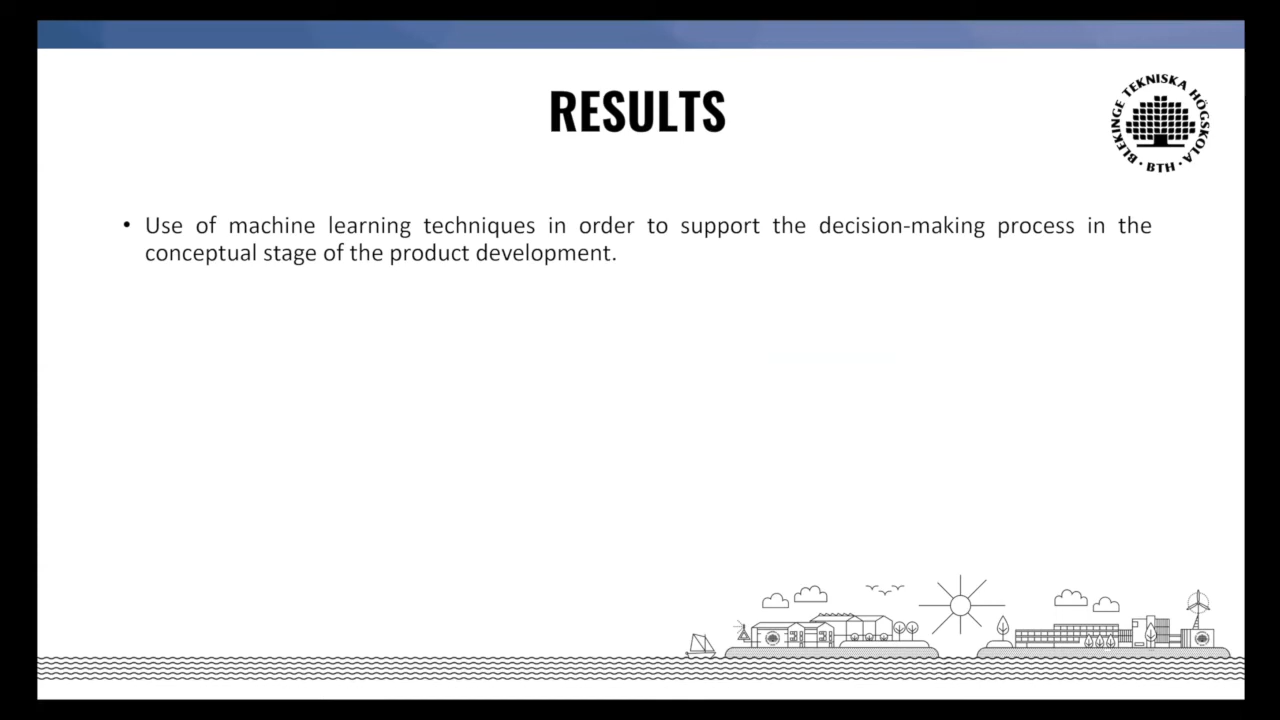 RESULTS
BLEKINGE TEKNISKA HÖGSKOLA
· BTH ·
• Use of machine learning techniques in order to support the decision-making process in the
conceptual stage of the product development.